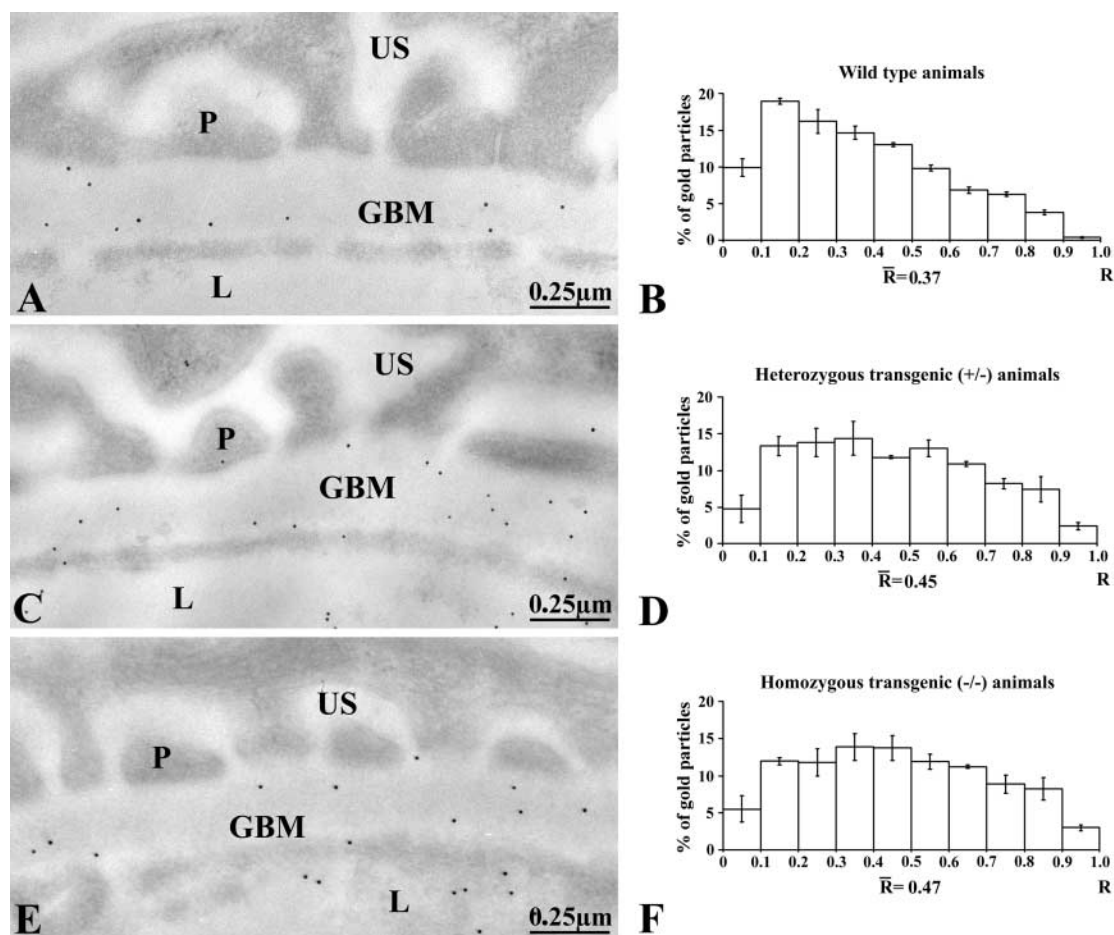 US
P
GBM
L
A
0.25μm
Wild type animals
% of gold particles
20
15
10
5
0
0 0.1 0.2 0.3 0.4 0.5 0.6 0.7 0.8 0.9 1.0
R̅=0.37
R
B
US
P
GBM
L
C
0.25μm
Heterozygous transgenic (+/-) animals
% of gold particles
20
15
10
5
0
0 0.1 0.2 0.3 0.4 0.5 0.6 0.7 0.8 0.9 1.0
R̅=0.45
R
D
US
P
GBM
L
E
0.25μm
Homozygous transgenic (-/-) animals
% of gold particles
20
15
10
5
0
0 0.1 0.2 0.3 0.4 0.5 0.6 0.7 0.8 0.9 1.0
R̅= 0.47
R
F